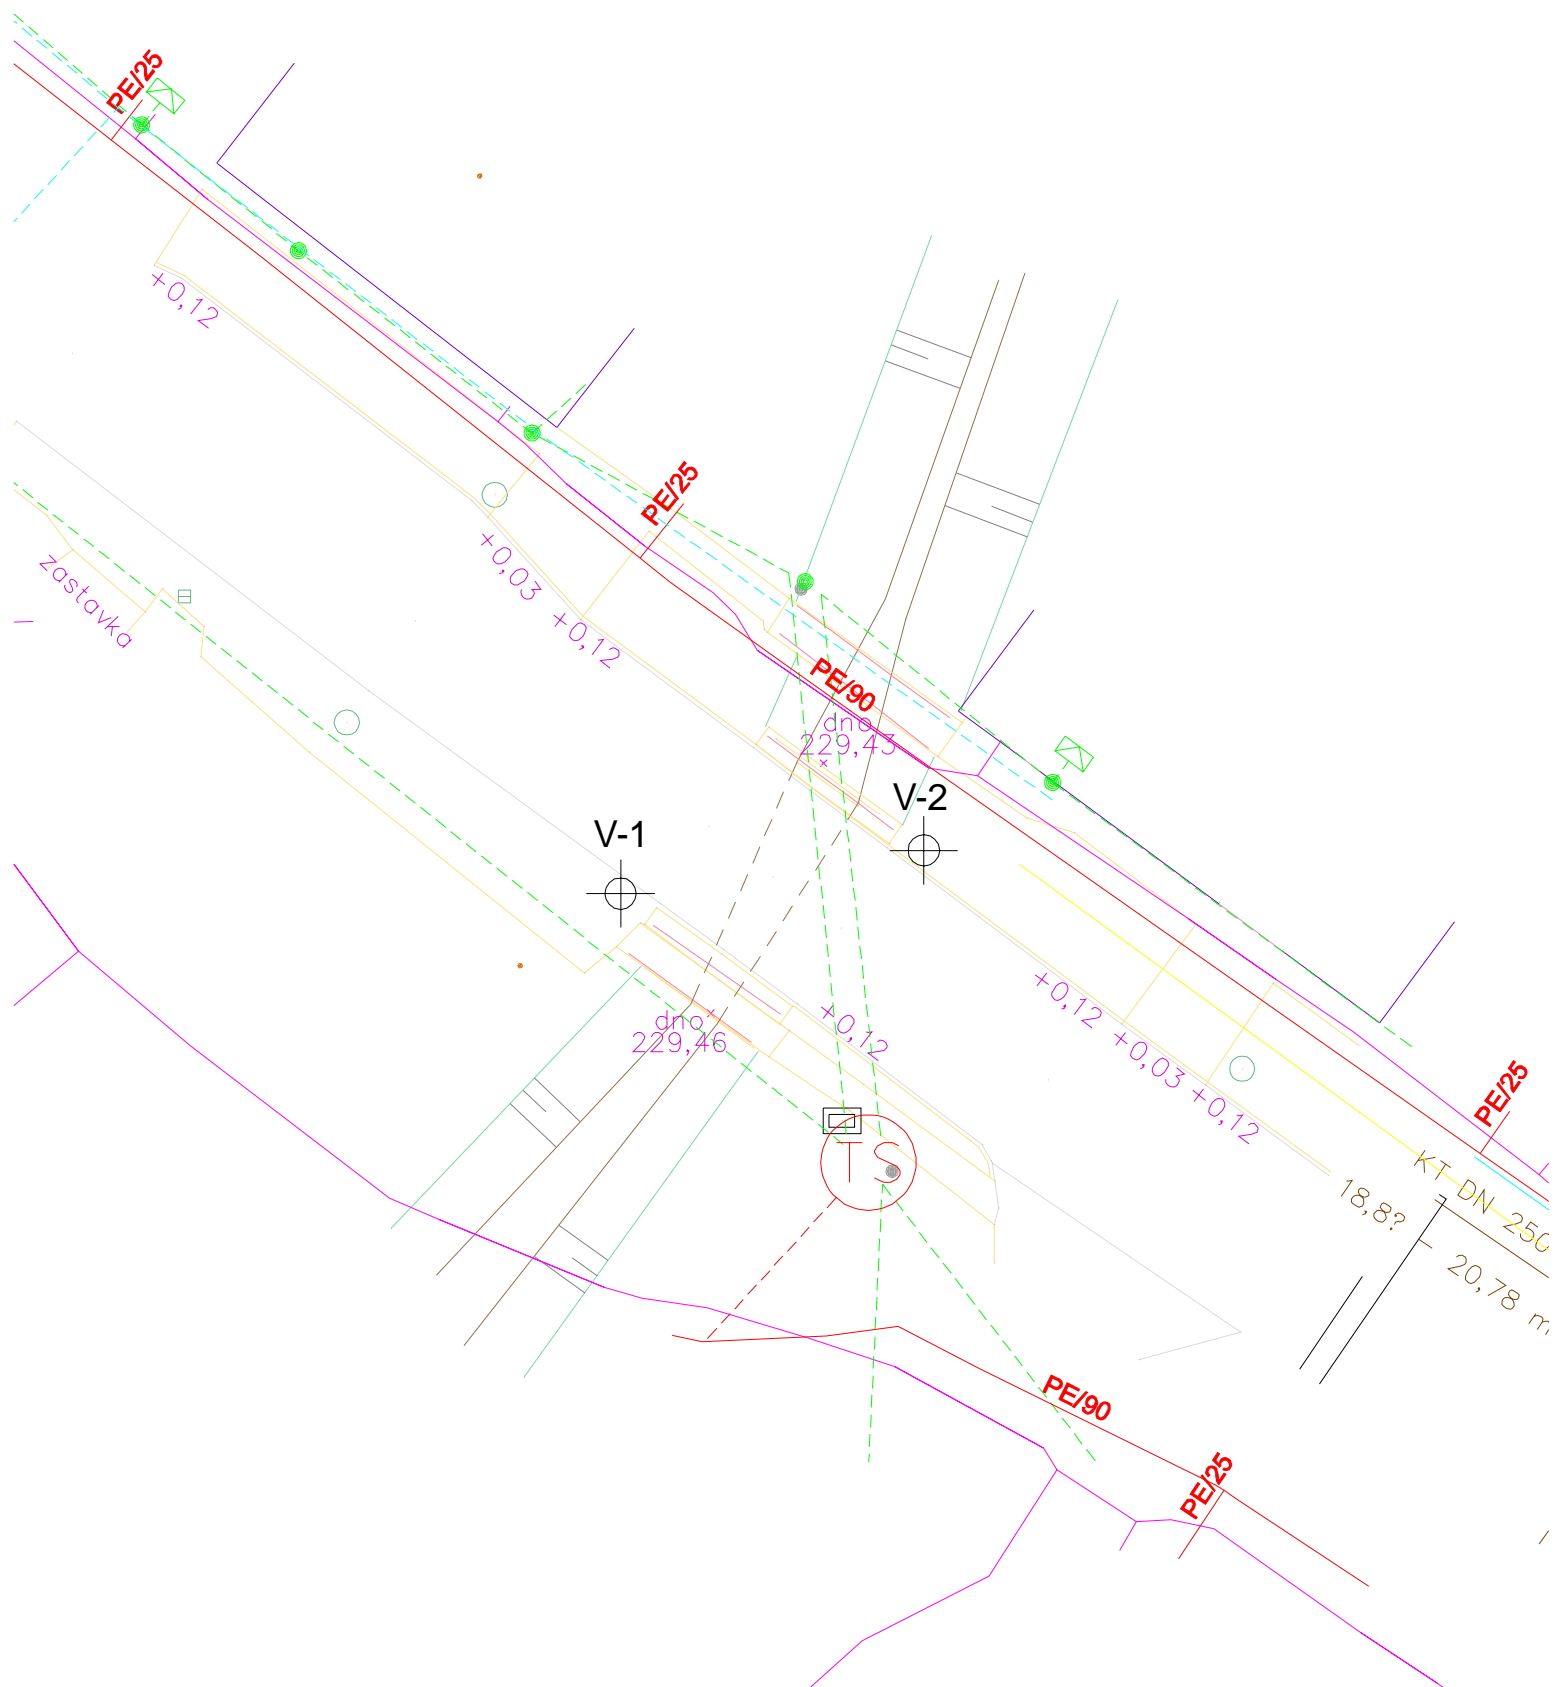 PE/25
+0,12
PE/25
+0,03
+0,12
zastavka
PE/90
dno
229,43
V-2
V-1
dno
229,46
+0,12
+0,12
+0,03
+0,12
PE/25
TS
KT DN 250
18,8? – 20,78 m
PE/90
PE/25